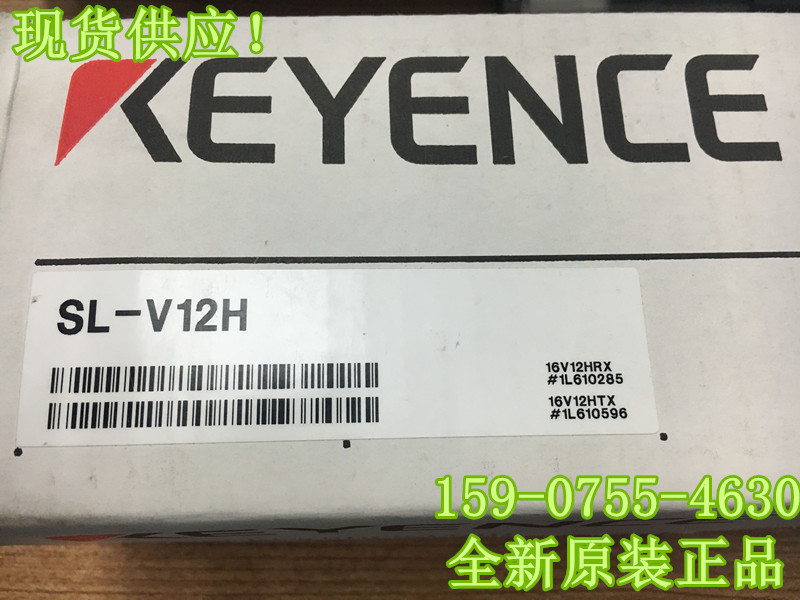 现货供应！
KEYENCE
SL-V12H
16V12HRX
#1L610285
16V12HTX
#1L610596
159-0755-4630
全新原装正品
KEYENCE